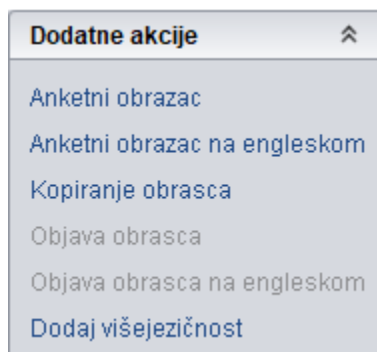 Dodatne akcije
Anketni obrazac
Anketni obrazac na engleskom
Kopiranje obrasca
Objava obrasca
Objava obrasca na engleskom
Dodaj višejezičnost